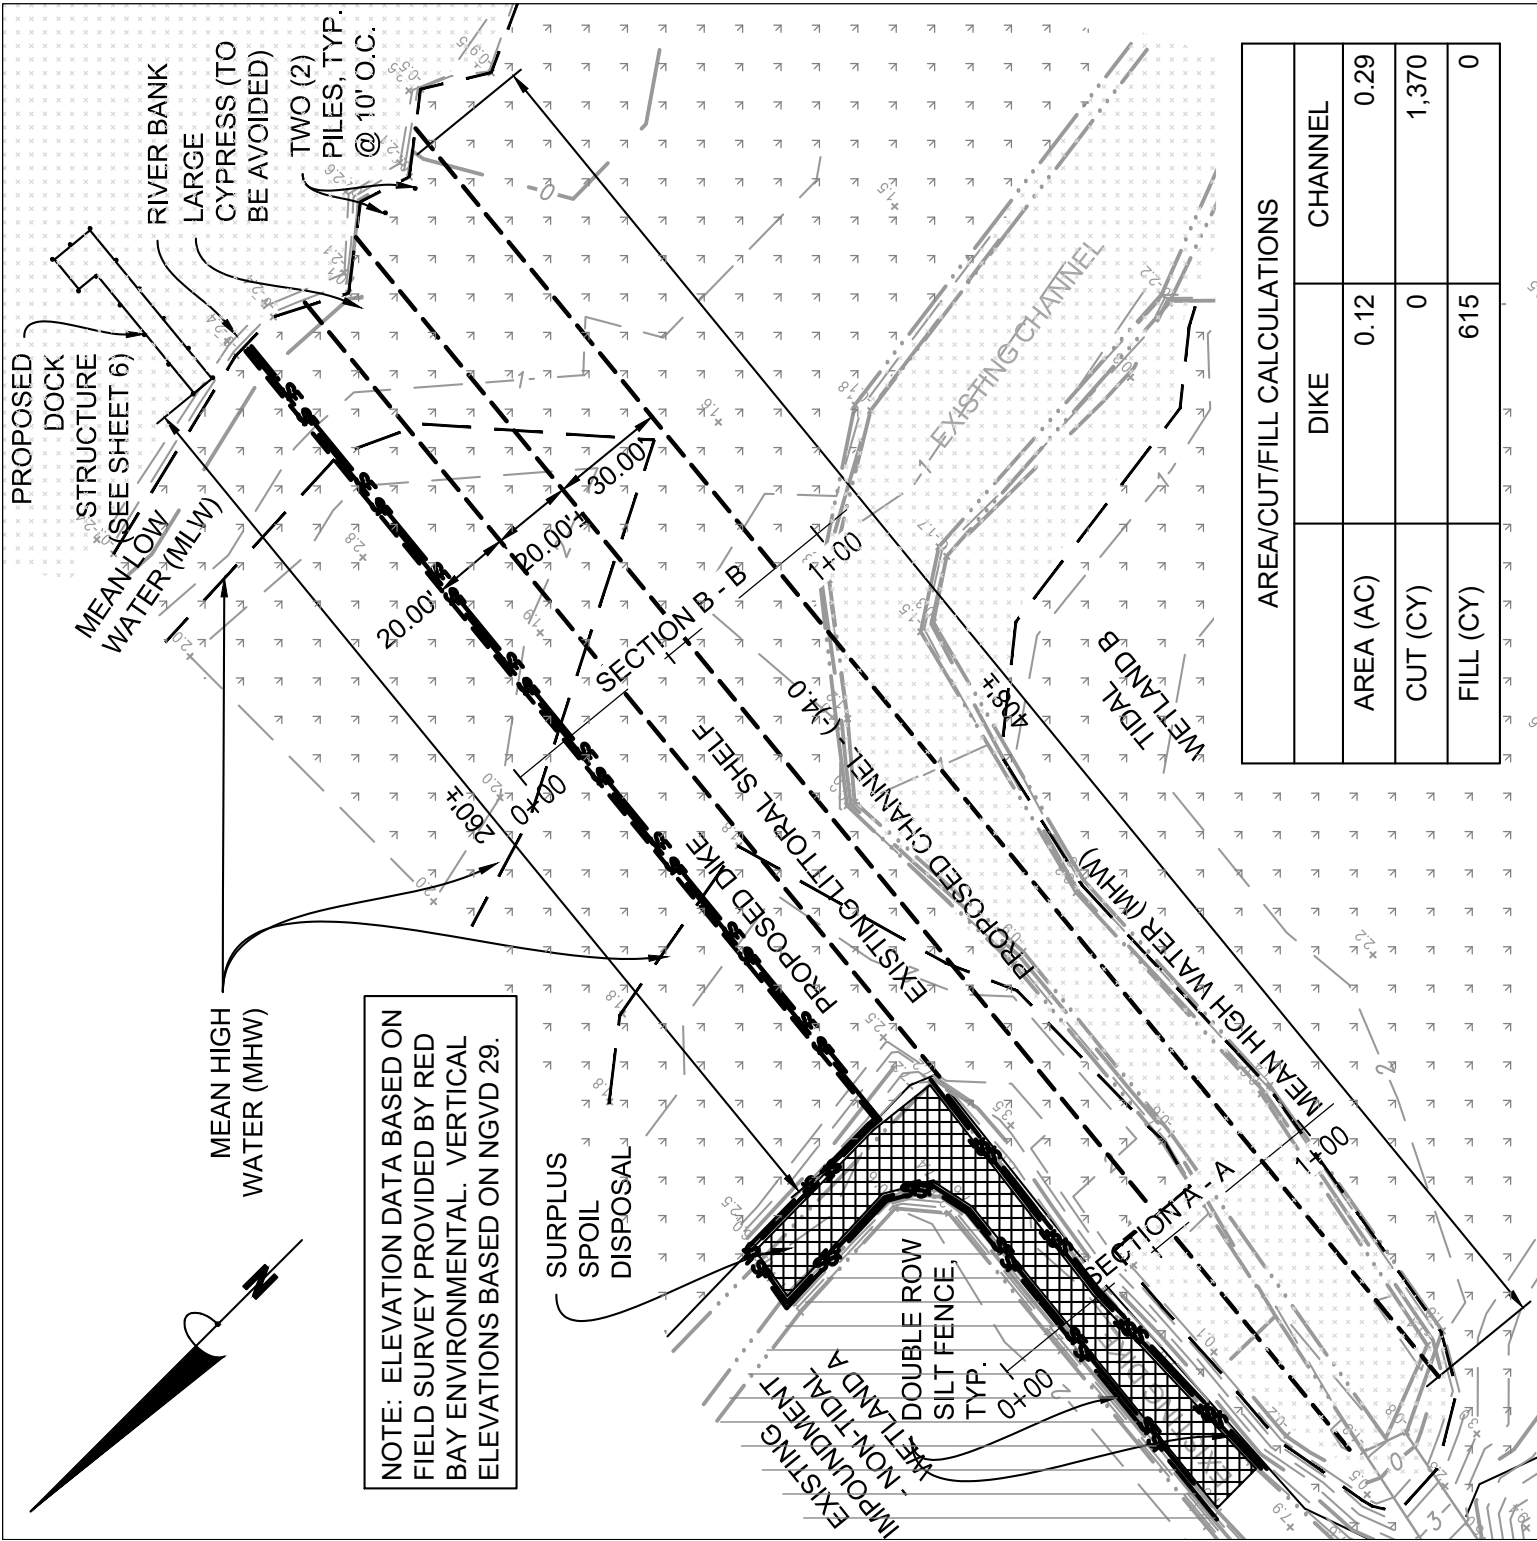 PROPOSED
DOCK
STRUCTURE
(SEE SHEET 6)
RIVER BANK
LARGE
CYPRESS (TO
BE AVOIDED)
TWO (2)
PILES, TYP.
@ 10' O.C.
MEAN LOW
WATER (MLW)
MEAN HIGH
WATER (MHW)
260'±
20.00'
20.00'±
30.00'
SECTION B - B
0+00
1+00
408'±
PROPOSED DIKE
EXISTING LITTORAL SHELF
PROPOSED CHANNEL - (-)4.0
EXISTING CHANNEL
TIDAL
WETLAND B
MEAN HIGH WATER (MHW)
SECTION A - A
0+00
1+00
SURPLUS
SPOIL
DISPOSAL
DOUBLE ROW
SILT FENCE,
TYP.
EXISTING
IMPOUNDMENT
- NON-TIDAL
WETLAND A
N
NOTE: ELEVATION DATA BASED ON
FIELD SURVEY PROVIDED BY RED
BAY ENVIRONMENTAL. VERTICAL
ELEVATIONS BASED ON NGVD 29.
AREA/CUT/FILL CALCULATIONS
DIKE CHANNEL
AREA (AC) 0.12 0.29
CUT (CY) 0 1,370
FILL (CY) 615 0